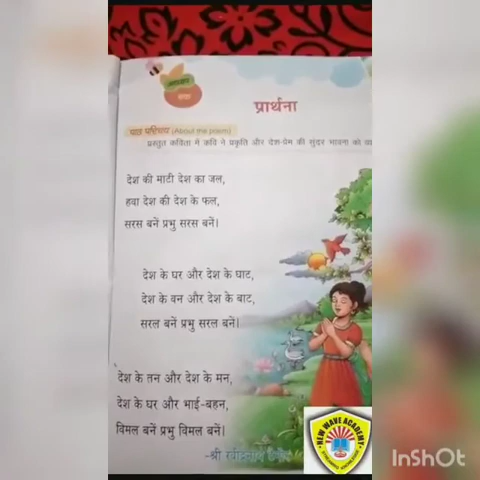 प्रार्थना
पाठ परिचय (About the poem)
प्रस्तुत कविता में कवि ने प्रकृति और देश-प्रेम की सुंदर भावना को
देश की माटी देश का जल,
हवा देश की देश के फल,
सरस बनें प्रभु सरस बनें।
देश के घर और देश के घाट,
देश के वन और देश के बाट,
सरल बनें प्रभु सरल बनें।
देश के तन और देश के मन,
देश के घर और भाई-बहन,
विमल बनें प्रभु विमल बनें।
-श्री रवींद्रनाथ
NEW WAVE ACADEMY
InShOt